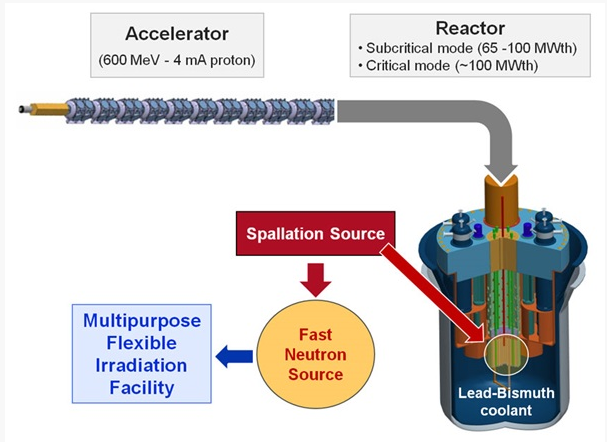 Accelerator
(600 MeV - 4 mA proton)
Reactor
• Subcritical mode (65 -100 MWth)
• Critical mode (~100 MWth)
Spallation Source
Fast
Neutron
Source
Multipurpose
Flexible
Irradiation
Facility
Lead-Bismuth
coolant